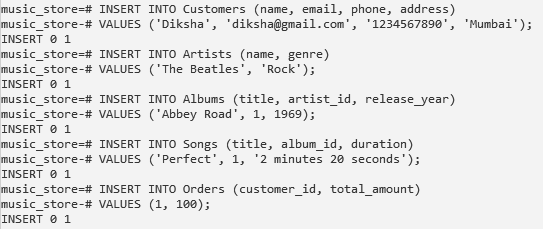 music_store=# INSERT INTO Customers (name, email, phone, address)
music_store-# VALUES ('Diksha', 'diksha@gmail.com', '1234567890', 'Mumbai');
INSERT 0 1
music_store=# INSERT INTO Artists (name, genre)
music_store-# VALUES ('The Beatles', 'Rock');
INSERT 0 1
music_store=# INSERT INTO Albums (title, artist_id, release_year)
music_store-# VALUES ('Abbey Road', 1, 1969);
INSERT 0 1
music_store=# INSERT INTO Songs (title, album_id, duration)
music_store-# VALUES ('Perfect', 1, '2 minutes 20 seconds');
INSERT 0 1
music_store=# INSERT INTO Orders (customer_id, total_amount)
music_store-# VALUES (1, 100);
INSERT 0 1